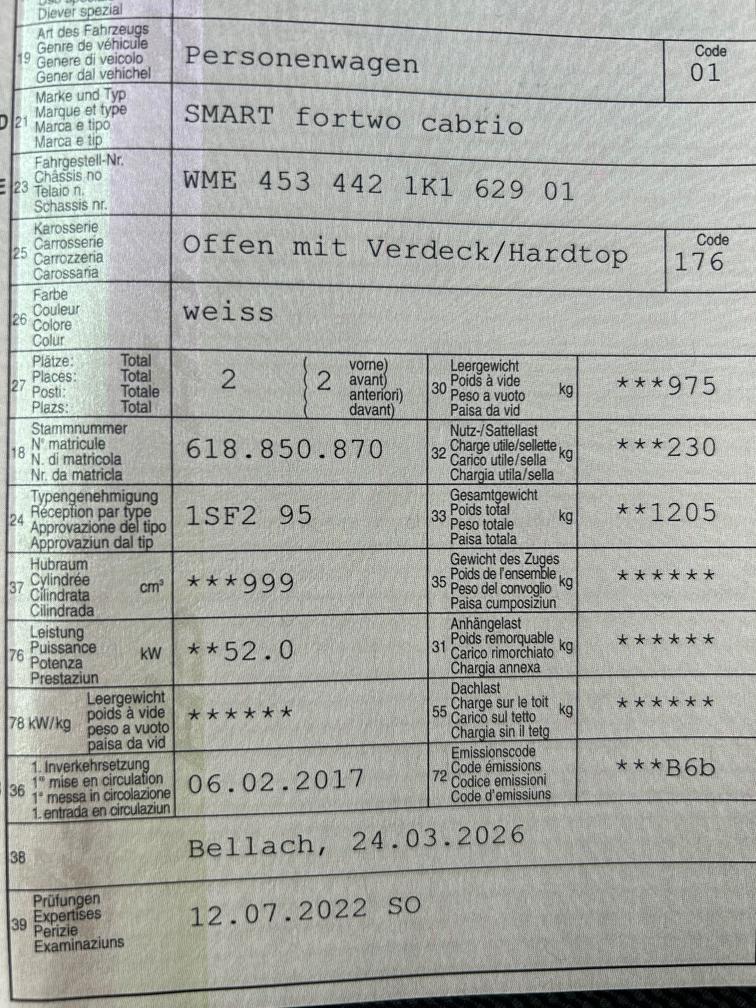 Diever spezial
19 Art des Fahrzeugs
Genre de véhicule
Genere di veicolo
Gener dal vehichel
Personenwagen
Code
01
D 21 Marke und Typ
Marque et type
Marca e tipo
Marca e tip
SMART fortwo cabrio
E 23 Fahrgestell-Nr.
Châssis no
Telaio n.
Schassis nr.
WME 453 442 1K1 629 01
25 Karosserie
Carrosserie
Carrozzeria
Carossaria
Offen mit Verdeck/Hardtop
Code
176
26 Farbe
Couleur
Colore
Colur
weiss
27 Plätze: Total
Places: Total
Posti: Totale
Plazs: Total
2
( 2 vorne)
avant)
anteriori)
davant)
30 Leergewicht
Poids à vide
Peso a vuoto
Paisa da vid
kg
***975
18 Stammnummer
N° matricule
N. di matricola
Nr. da matricla
618.850.870
32 Nutz-/Sattellast
Charge utile/sellette
Carico utile/sella
Chargia utila/sella
kg
***230
24 Typengenehmigung
Réception par type
Approvazione del tipo
Approvaziun dal tip
1SF2 95
33 Gesamtgewicht
Poids total
Peso totale
Paisa totala
kg
**1205
37 Hubraum
Cylindrée
Cilindrata
Cilindrada
cm³
***999
35 Gewicht des Zuges
Poids de l'ensemble
Peso del convoglio
Paisa cumposiziun
kg
******
76 Leistung
Puissance
Potenza
Prestaziun
kW
**52.0
31 Anhängelast
Poids remorquable
Carico rimorchiato
Chargia annexa
kg
******
78 kW/kg Leergewicht
poids à vide
peso a vuoto
paisa da vid
******
55 Dachlast
Charge sur le toit
Carico sul tetto
Chargia sin il tetg
kg
******
36 1. Inverkehrsetzung
1re mise en circulation
1a messa in circolazione
1. entrada en circulaziun
06.02.2017
72 Emissionscode
Code émissions
Codice emissioni
Code d'emissiuns
***B6b
38
Bellach, 24.03.2026
39 Prüfungen
Expertises
Perizie
Examinaziuns
12.07.2022 SO